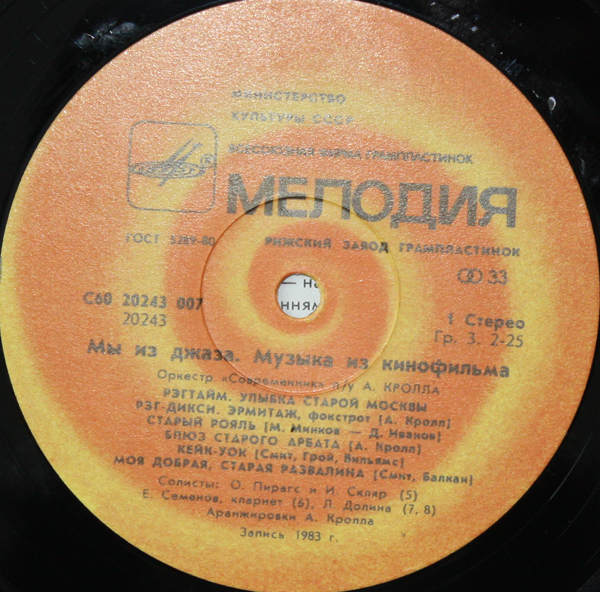 МИНИСТЕРСТВО
КУЛЬТУРЫ СССР
ВСЕСОЮЗНАЯ ФИРМА ГРАМПЛАСТИНОК
МЕЛОДИЯ
ГОСТ 5289-80
РИЖСКИЙ ЗАВОД ГРАМПЛАСТИНОК
33
С60 20243 007
20243
1 Стерео
Гр. 3. 2-25
Мы из джаза. Музыка из кинофильма
Оркестр «Современник» п/у А. КРОЛЛА
РЭГТАЙМ. УЛЫБКА СТАРОЙ МОСКВЫ
РЭГ-ДИКСИ. ЭРМИТАЖ, фокстрот (А. Кролл)
СТАРЫЙ РОЯЛЬ (М. Минков — Д. Иванов)
БЛЮЗ СТАРОГО АРБАТА (А. Кролл)
КЕЙК-УОК (Смит, Грой, Вильямс)
МОЯ ДОБРАЯ, СТАРАЯ РАЗВАЛИНА (Смит, Балкан)
Солисты: О. Пирагс и И. Скляр (5)
Е. Семенов, кларнет (6), Л. Долина (7, 8)
Аранжировки А. Кролла
Запись 1983 г.